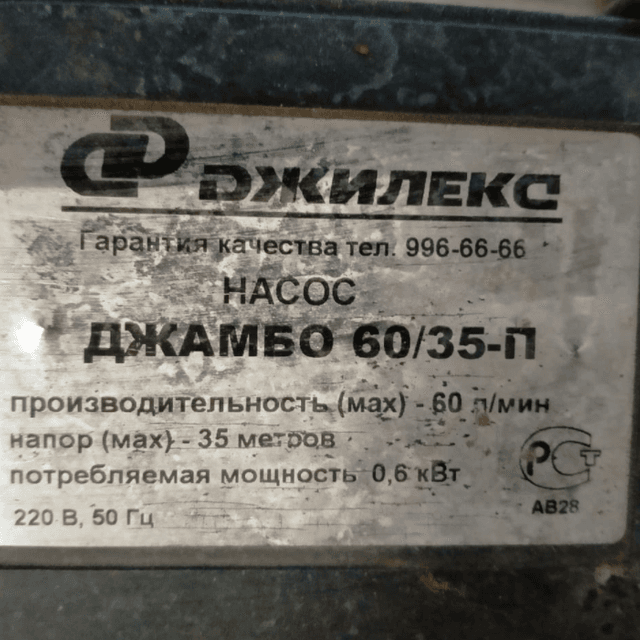 ДЖИЛЕКС
Гарантия качества тел. 996-66-66
НАСОС
ДЖАМБО 60/35-П
производительность (мах) - 60 л/мин
напор (мах) - 35 метров
потребляемая мощность 0,6 кВт
РСТ
АВ28
220 В, 50 Гц